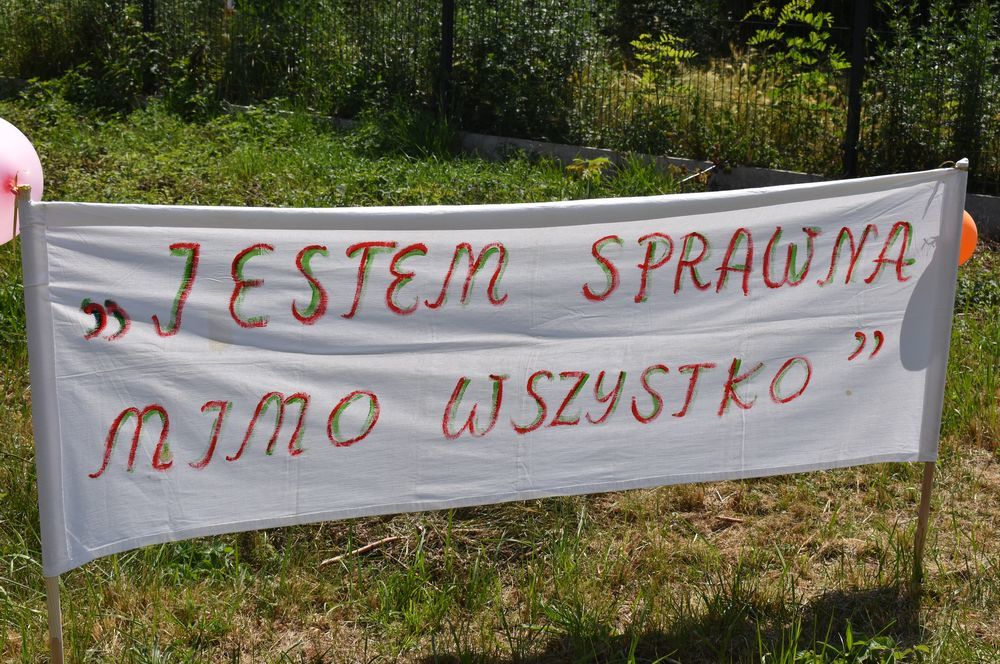 „JESTEM SPRAWNA
MIMO WSZYSTKO”